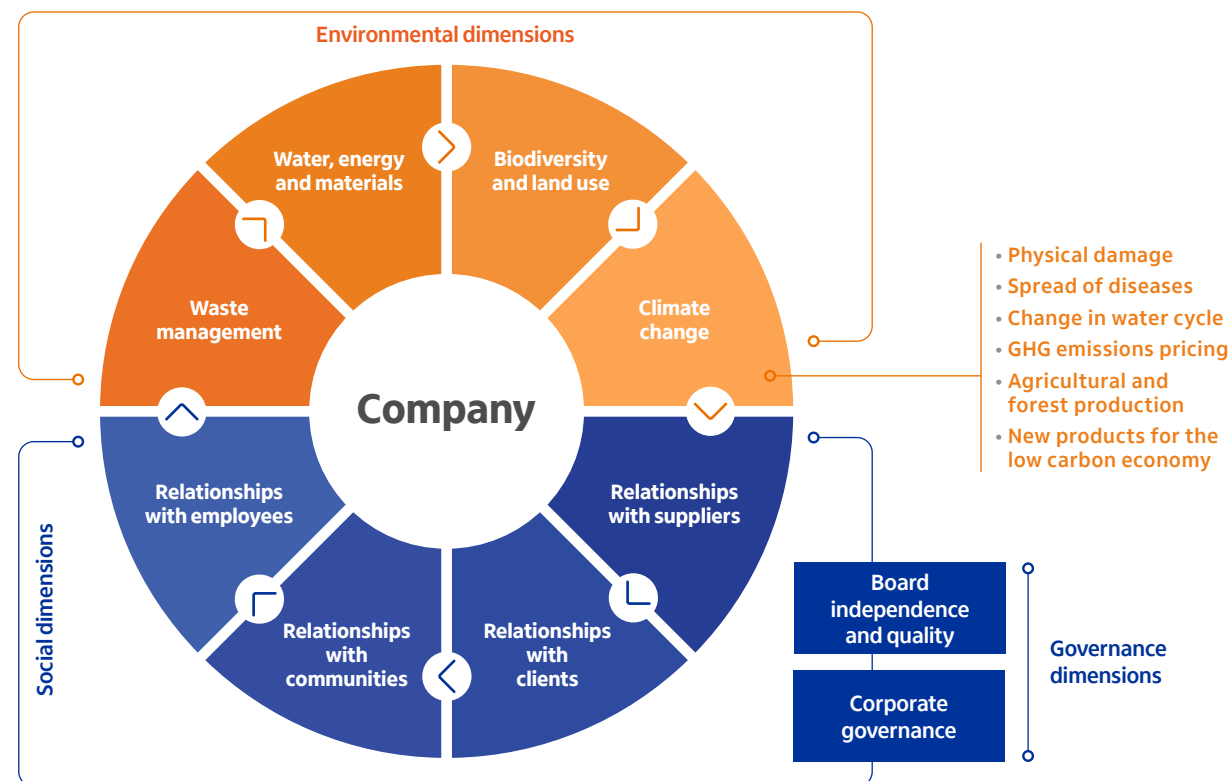 Environmental dimensions
Water, energy
and materials
Biodiversity
and land use
Waste
management
Climate
change
Company
• Physical damage
• Spread of diseases
• Change in water cycle
• GHG emissions pricing
• Agricultural and
forest production
• New products for the
low carbon economy
Relationships
with employees
Relationships
with suppliers
Relationships
with
communities
Relationships
with
clients
Social dimensions
Board
independence
and quality
Corporate
governance
Governance
dimensions